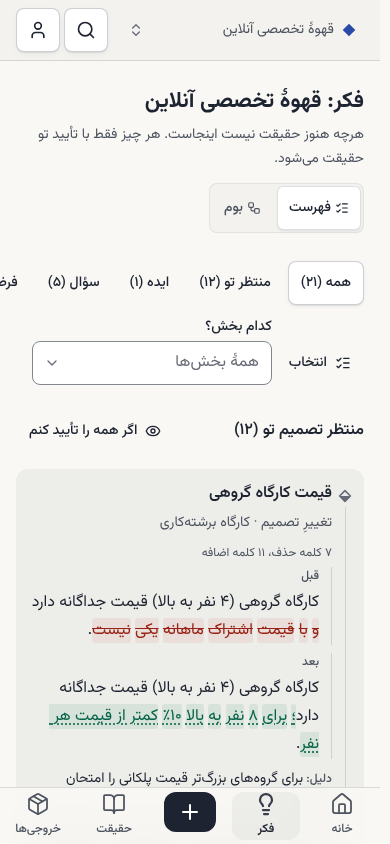 قهوهٔ تخصصی آنلاین
فکر: قهوهٔ تخصصی آنلاین
هرچه هنوز حقیقت نیست اینجاست. هر چیز فقط با تأیید تو
حقیقت می‌شود.
فهرست
بوم
همه (۲۱)
منتظر تو (۱۲)
ایده (۱)
سؤال (۵)
کدام بخش؟
انتخاب
همهٔ بخش‌ها
منتظر تصمیم تو (۱۲)
اگر همه را تأیید کنم
قیمت کارگاه گروهی
تغییرِ تصمیم · کارگاه برشته‌کاری
۷ کلمه حذف، ۱۱ کلمه اضافه
قبل
کارگاه گروهی (۴ نفر به بالا) قیمت جداگانه دارد
و با قیمت اشتراک ماهانه یکی نیست.
بعد
کارگاه گروهی (۴ نفر به بالا) قیمت جداگانه
دارد؛ برای ۸ نفر به بالا ۱۰٪ کمتر از قیمت هر
نفر.
دلیل: برای گروه‌های بزرگ‌تر قیمت پلکانی را امتحان
خانه
فکر
حقیقت
خروجی‌ها